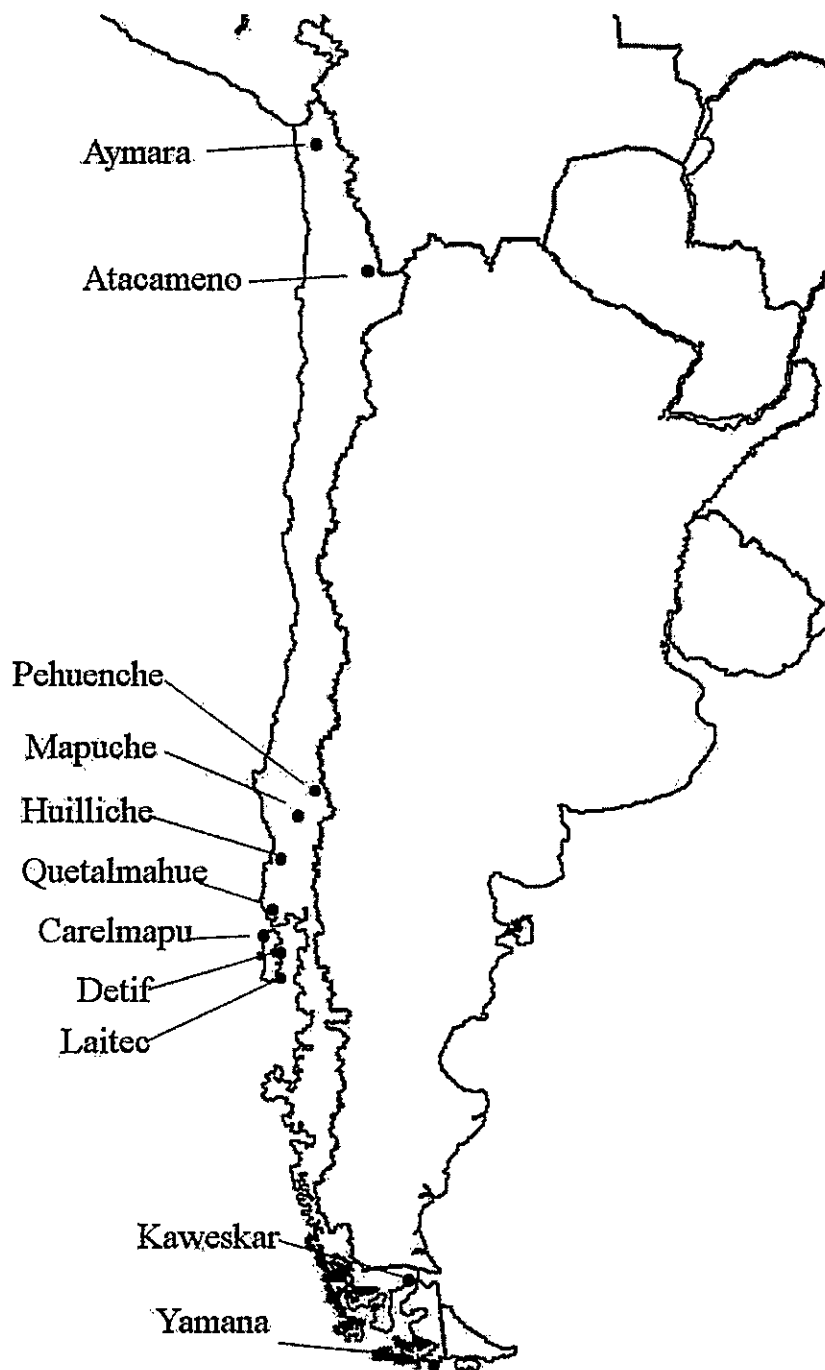 Aymara
Atacameno
Pehuenche
Mapuche
Huilliche
Quetalmahue
Carelmapu
Detif
Laitec
Kaweskar
Yamana